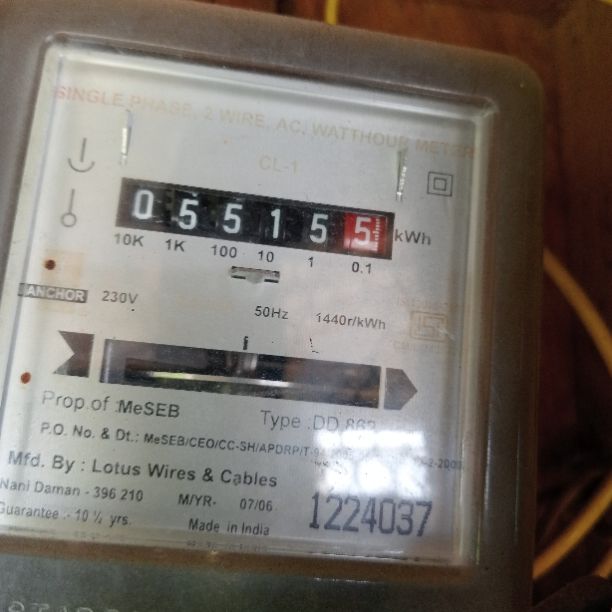 SINGLE PHASE, 2 WIRE, AC, WATTHOUR METER
CL-1
0 5 5 1 5 5 kWh
10K 1K 100 10 1 0.1
ANCHOR 230V
50Hz 1440r/kWh
Prop.of :MeSEB
Type :DD 862
P.O. No. & Dt.: MeSEB/CEO/CC-SH/APDRP/T-
Mfd. By : Lotus Wires & Cables
Nani Daman - 396 210 M/YR- 07/06
Guarantee :- 10 ½ yrs. Made in India
1224037